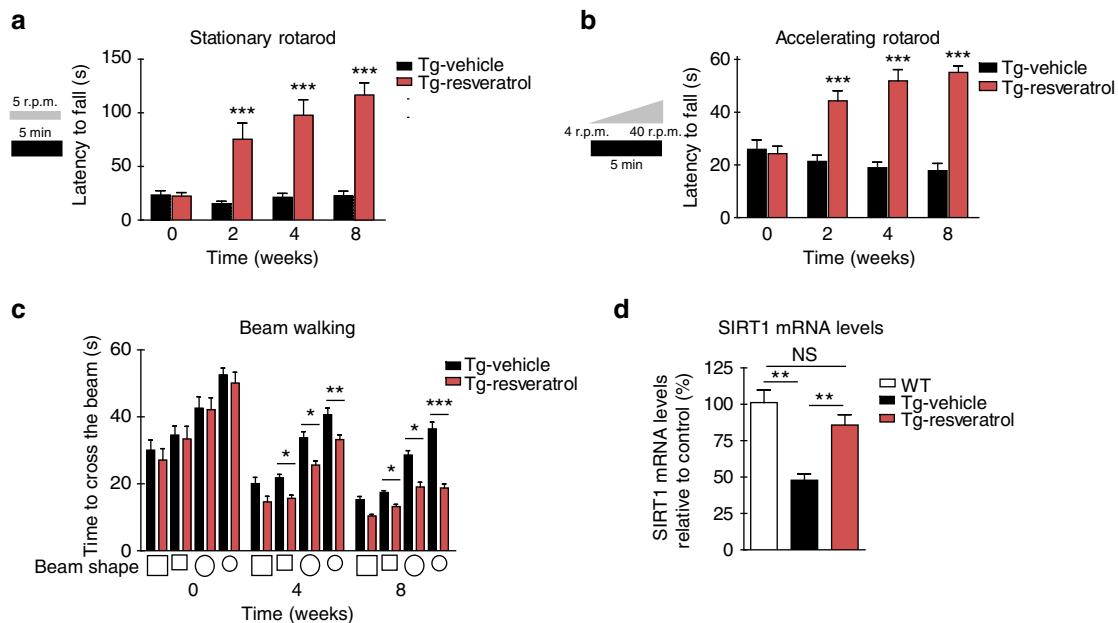 a
Stationary rotarod
Tg-vehicle
Tg-resveratrol
5 r.p.m.
5 min
Latency to fall (s)
150
100
50
0
***
***
***
0 2 4 8
Time (weeks)
b
Accelerating rotarod
Tg-vehicle
Tg-resveratrol
4 r.p.m. 40 r.p.m.
5 min
Latency to fall (s)
60
40
20
0
***
***
***
0 2 4 8
Time (weeks)
c
Beam walking
Tg-vehicle
Tg-resveratrol
Time to cross the beam (s)
60
40
20
0
* * **
* * ***
Beam shape
0 4 8
Time (weeks)
d
SIRT1 mRNA levels
NS
** **
WT
Tg-vehicle
Tg-resveratrol
SIRT1 mRNA levels
relative to control (%)
125
100
75
50
25
0